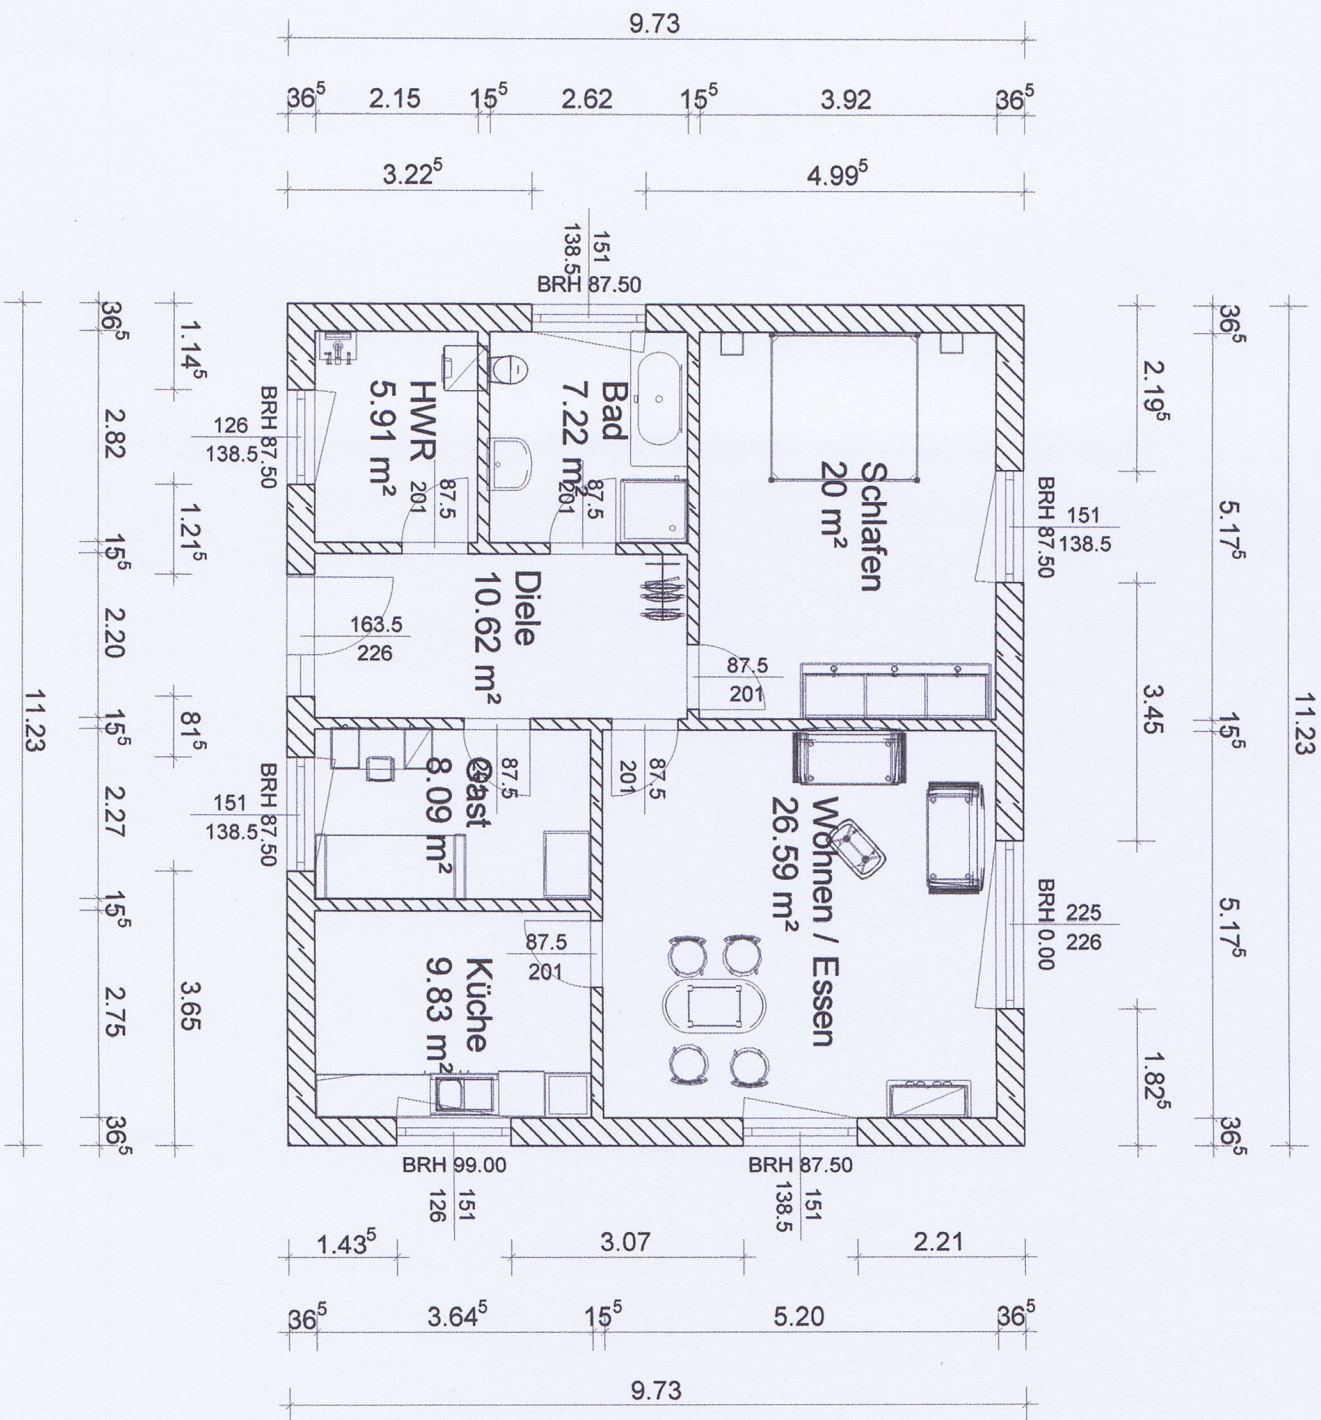 9.73
36⁵ 2.15 15⁵ 2.62 15⁵ 3.92 36⁵
3.22⁵ 4.99⁵
151
138.5
BRH 87.50
11.23
36⁵
2.82
15⁵
2.20
15⁵
2.27
15⁵
2.75
36⁵
1.14⁵
1.21⁵
81⁵
3.65
BRH 87.50
126
138.5
BRH 87.50
151
138.5
HWR
5.91 m²
87.5
201
Bad
7.22 m²
87.5
201
Schlafen
20 m²
87.5
201
Diele
10.62 m²
163.5
226
Gast
8.09 m²
87.5
201
87.5
201
Wohnen / Essen
26.59 m²
Küche
9.83 m²
87.5
201
BRH 87.50
151
138.5
BRH 0.00
225
226
2.19⁵
3.45
1.82⁵
36⁵
5.17⁵
15⁵
5.17⁵
36⁵
11.23
BRH 99.00
151
126
BRH 87.50
151
138.5
1.43⁵ 3.07 2.21
36⁵ 3.64⁵ 15⁵ 5.20 36⁵
9.73